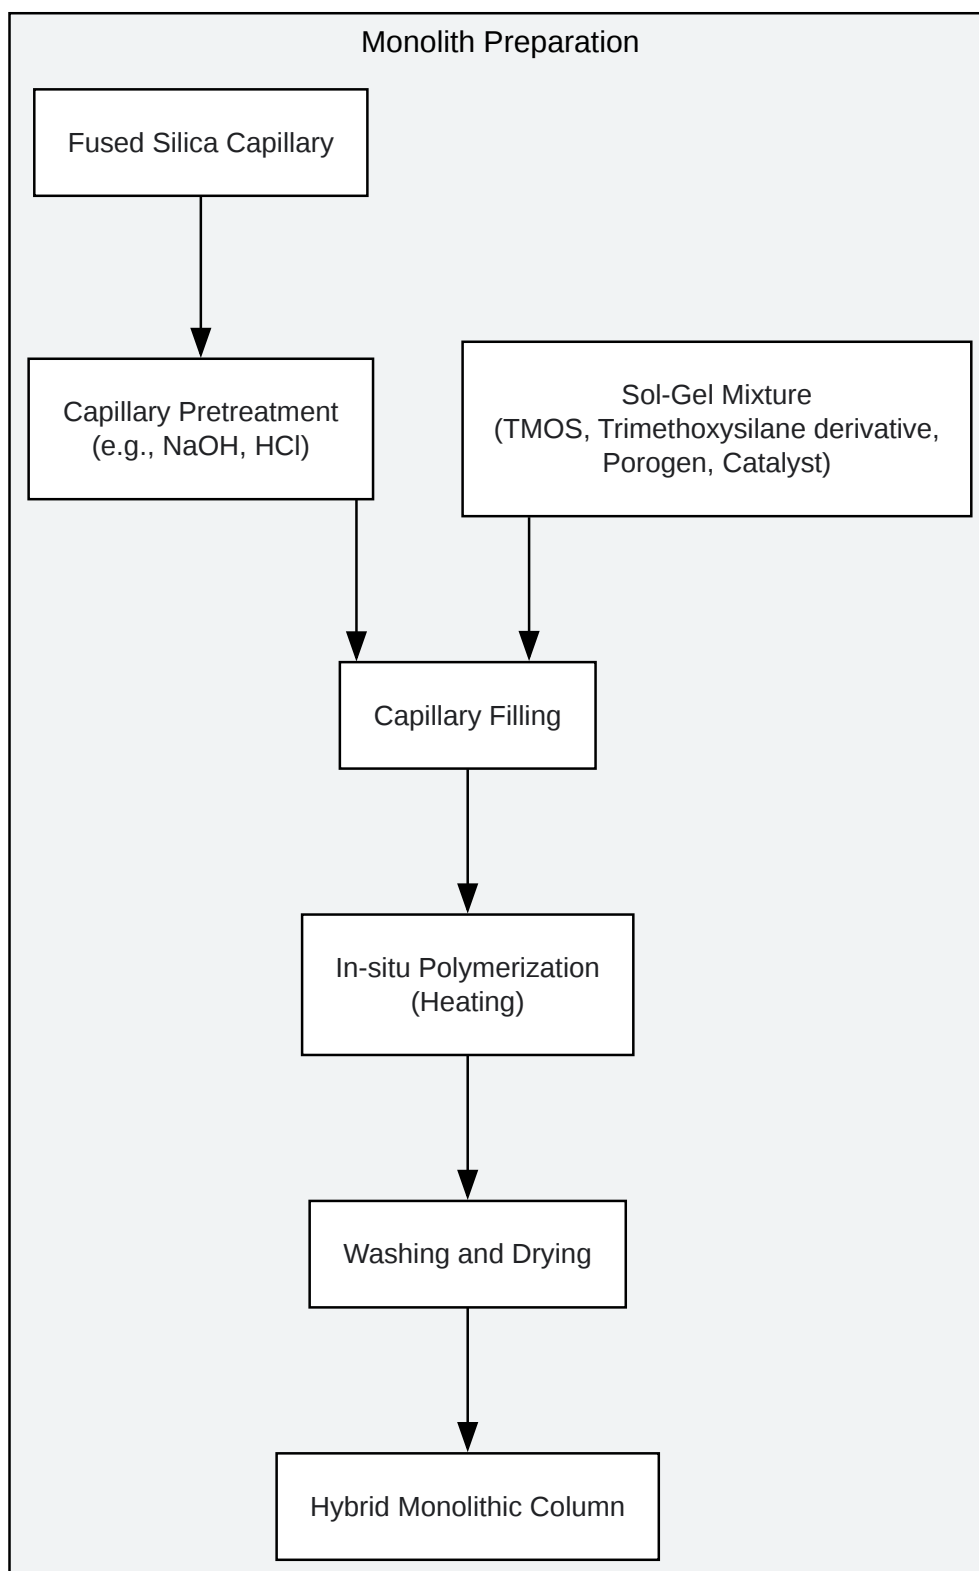 Monolith Preparation
Fused Silica Capillary
Capillary Pretreatment
(e.g., NaOH, HCl)
Sol-Gel Mixture
(TMOS, Trimethoxysilane derivative,
Porogen, Catalyst)
Capillary Filling
In-situ Polymerization
(Heating)
Washing and Drying
Hybrid Monolithic Column